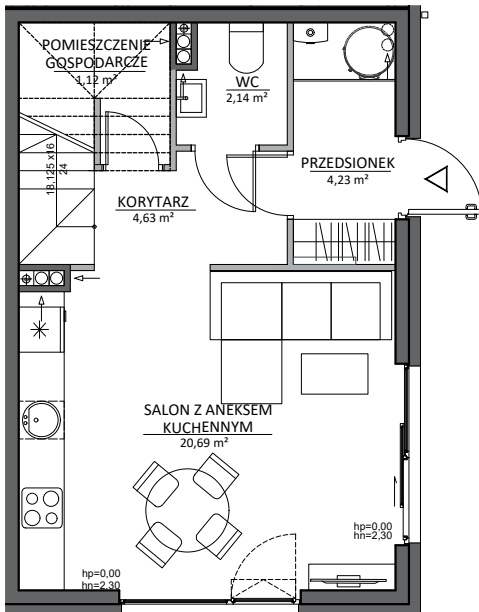 POMIESZCZENIE
GOSPODARCZE
1,12 m²
WC
2,14 m²
PRZEDSIONEK
4,23 m²
18,125 x16
24
KORYTARZ
4,63 m²
SALON Z ANEKSEM
KUCHENNYM
20,69 m²
hp=0,00
hn=2,30
hp=0,00
hn=2,30